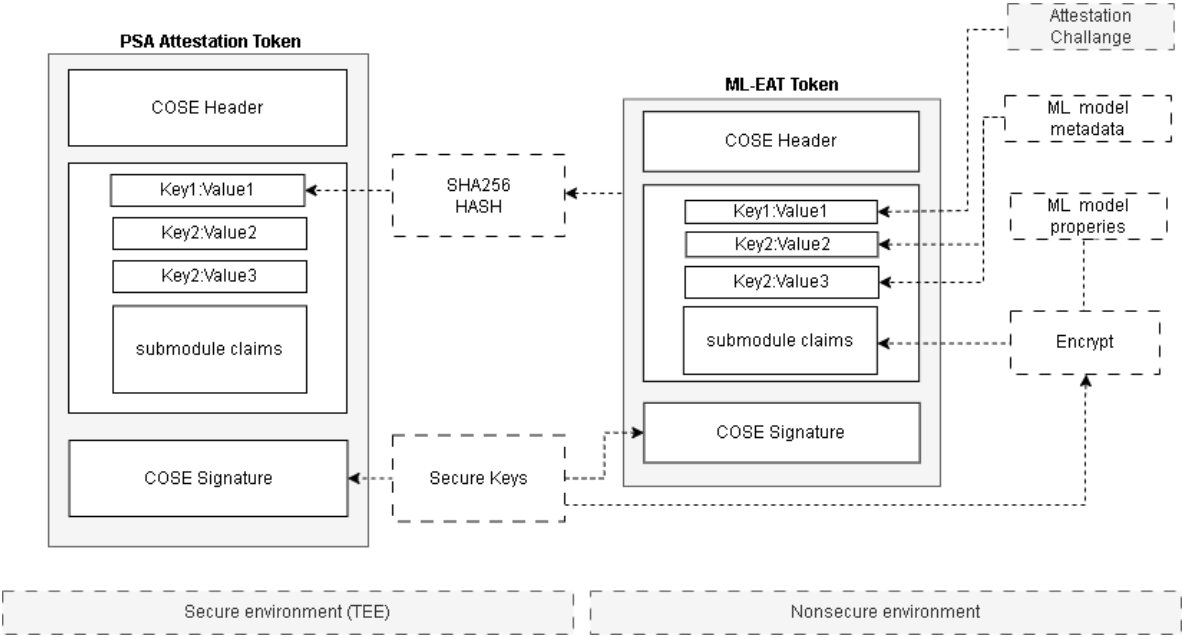 PSA Attestation Token
COSE Header
Key1:Value1
Key2:Value2
Key2:Value3
submodule claims
COSE Signature
SHA256
HASH
Secure Keys
ML-EAT Token
COSE Header
Key1:Value1
Key2:Value2
Key2:Value3
submodule claims
COSE Signature
Attestation
Challange
ML model
metadata
ML model
properies
Encrypt
Secure environment (TEE)
Nonsecure environment